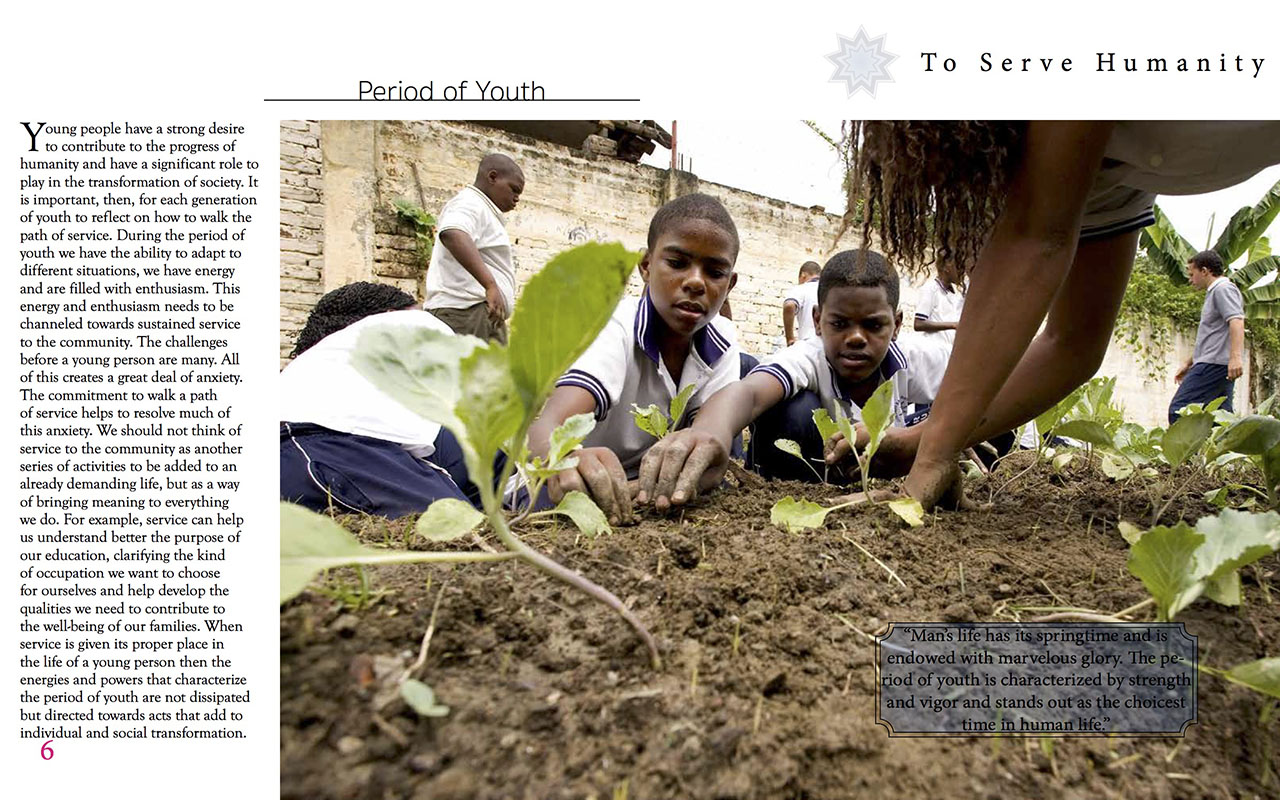 To Serve Humanity
Period of Youth
Young people have a strong desire
to contribute to the progress of
humanity and have a significant role to
play in the transformation of society. It
is important, then, for each generation
of youth to reflect on how to walk the
path of service. During the period of
youth we have the ability to adapt to
different situations, we have energy
and are filled with enthusiasm. This
energy and enthusiasm needs to be
channeled towards sustained service
to the community. The challenges
before a young person are many. All
of this creates a great deal of anxiety.
The commitment to walk a path
of service helps to resolve much of
this anxiety. We should not think of
service to the community as another
series of activities to be added to an
already demanding life, but as a way
of bringing meaning to everything
we do. For example, service can help
us understand better the purpose of
our education, clarifying the kind
of occupation we want to choose
for ourselves and help develop the
qualities we need to contribute to
the well-being of our families. When
service is given its proper place in
the life of a young person then the
energies and powers that characterize
the period of youth are not dissipated
but directed towards acts that add to
individual and social transformation.
6
“Man’s life has its springtime and is
endowed with marvelous glory. The pe-
riod of youth is characterized by strength
and vigor and stands out as the choicest
time in human life.”